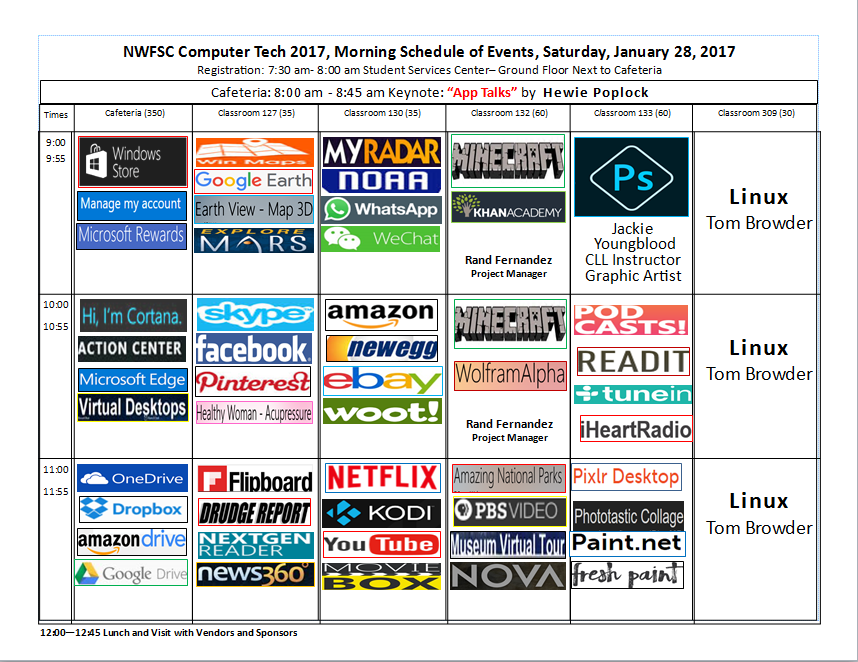 NWFSC Computer Tech 2017, Morning Schedule of Events, Saturday, January 28, 2017
Registration: 7:30 am- 8:00 am Student Services Center– Ground Floor Next to Cafeteria
Cafeteria: 8:00 am - 8:45 am Keynote: “App Talks” by Hewie Poplock
Times
Cafeteria (350)
Classroom 127 (35)
Classroom 130 (35)
Classroom 132 (60)
Classroom 133 (60)
Classroom 309 (30)
9:00
9:55
Windows
Store
Manage my account
Microsoft Rewards
Win Maps
Google Earth
Earth View - Map 3D
EXPLORE
MARS
MYRADAR
NOAA
WhatsApp
WeChat
MINECRAFT
KHANACADEMY
Rand Fernandez
Project Manager
Ps
Jackie
Youngblood
CLL Instructor
Graphic Artist
Linux
Tom Browder
10:00
10:55
Hi, I'm Cortana.
ACTION CENTER
Microsoft Edge
Virtual Desktops
skype
facebook.
Pinterest
Healthy Woman - Acupressure
amazon
newegg
ebay
woot!
MINECRAFT
WolframAlpha
Rand Fernandez
Project Manager
POD
CASTS!
READIT
tunein
iHeartRadio
Linux
Tom Browder
11:00
11:55
OneDrive
Dropbox
amazondrive
Google Drive
Flipboard
DRUDGE REPORT
NEXTGEN
READER
news360°
NETFLIX
KODI
YouTube
MOVIE
BOX
Amazing National Parks
PBS VIDEO
Museum Virtual Tour
NOVA
Pixlr Desktop
Phototastic Collage
Paint.net
fresh paint
Linux
Tom Browder
12:00—12:45 Lunch and Visit with Vendors and Sponsors